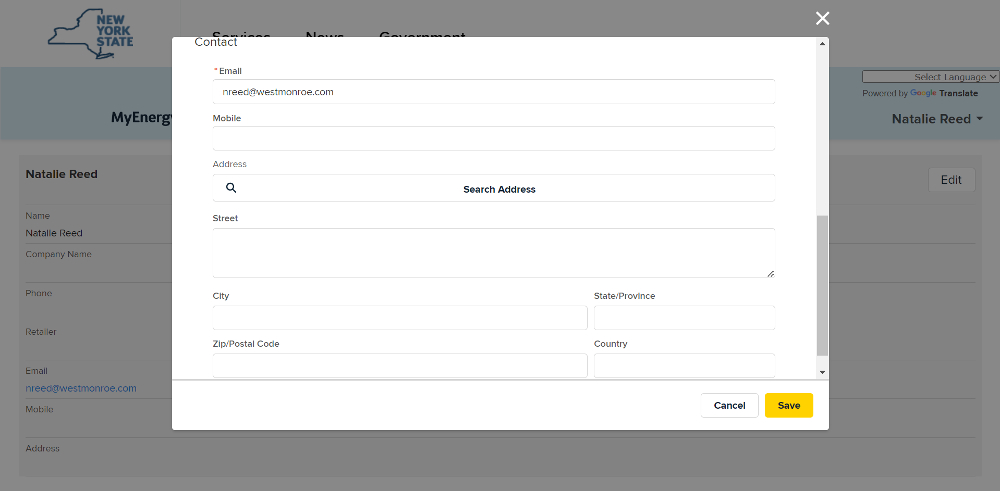 NEW
YORK
STATE
Services News Government
Select Language
Powered by Google Translate
MyEnergy
Natalie Reed
Contact
* Email
nreed@westmonroe.com
Mobile
Address
Search Address
Street
City State/Province
Zip/Postal Code Country
Cancel Save
Natalie Reed
Edit
Name
Natalie Reed
Company Name
Phone
Retailer
Email
nreed@westmonroe.com
Mobile
Address